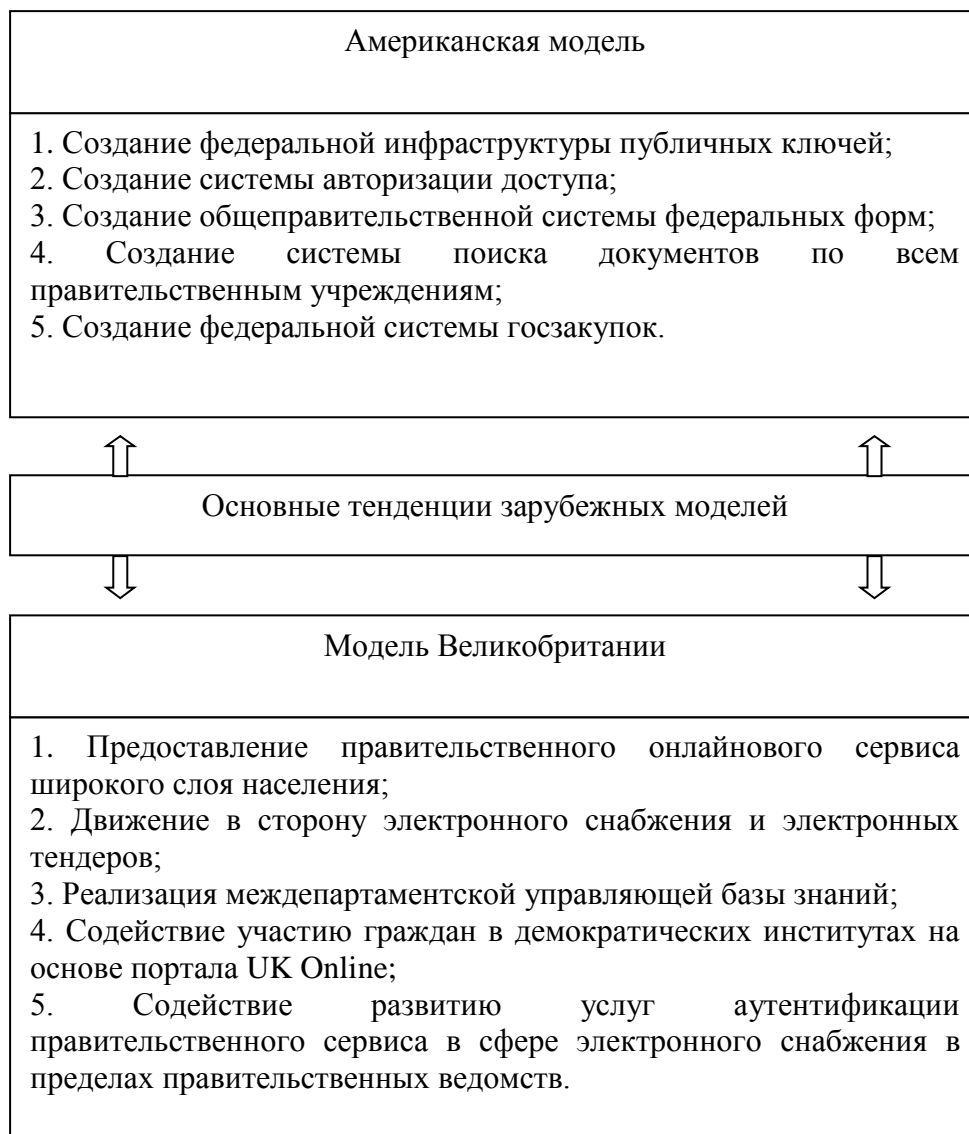 Американская модель
1. Создание федеральной инфраструктуры публичных ключей;
2. Создание системы авторизации доступа;
3. Создание общеправительственной системы федеральных форм;
4. Создание системы поиска документов по всем
правительственным учреждениям;
5. Создание федеральной системы госзакупок.
Основные тенденции зарубежных моделей
Модель Великобритании
1. Предоставление правительственного онлайнового сервиса
широкого слоя населения;
2. Движение в сторону электронного снабжения и электронных
тендеров;
3. Реализация междепартаментской управляющей базы знаний;
4. Содействие участию граждан в демократических институтах на
основе портала UK Online;
5. Содействие развитию услуг аутентификации
правительственного сервиса в сфере электронного снабжения в
пределах правительственных ведомств.